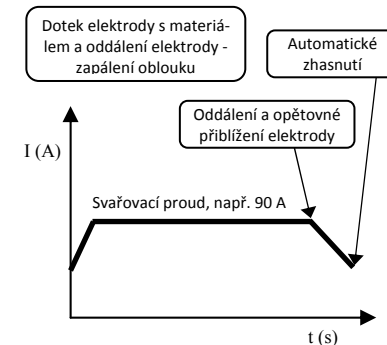 Dotek elektrody s materiá-
lem a oddálení elektrody -
zapálení oblouku
Automatické
zhasnutí
Oddálení a opětovné
přiblížení elektrody
I (A)
Svařovací proud, např. 90 A
t (s)